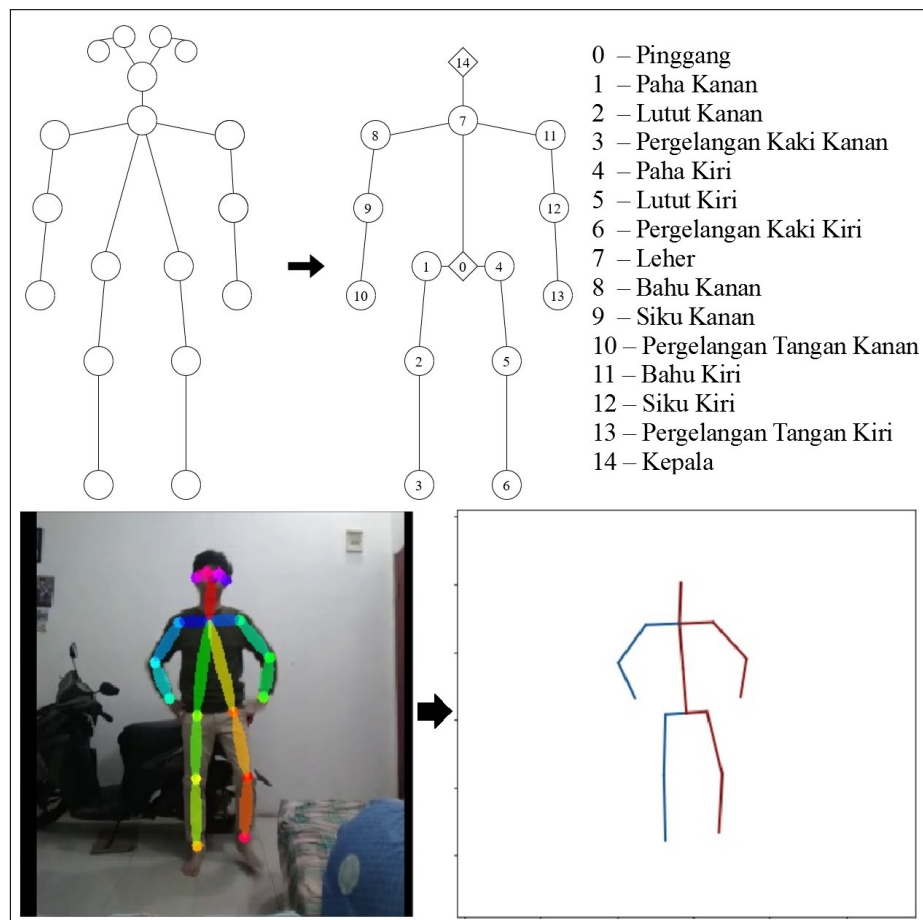 14
7
8
11
9
12
1
0
4
10
13
2
5
3
6
0 – Pinggang
1 – Paha Kanan
2 – Lutut Kanan
3 – Pergelangan Kaki Kanan
4 – Paha Kiri
5 – Lutut Kiri
6 – Pergelangan Kaki Kiri
7 – Leher
8 – Bahu Kanan
9 – Siku Kanan
10 – Pergelangan Tangan Kanan
11 – Bahu Kiri
12 – Siku Kiri
13 – Pergelangan Tangan Kiri
14 – Kepala